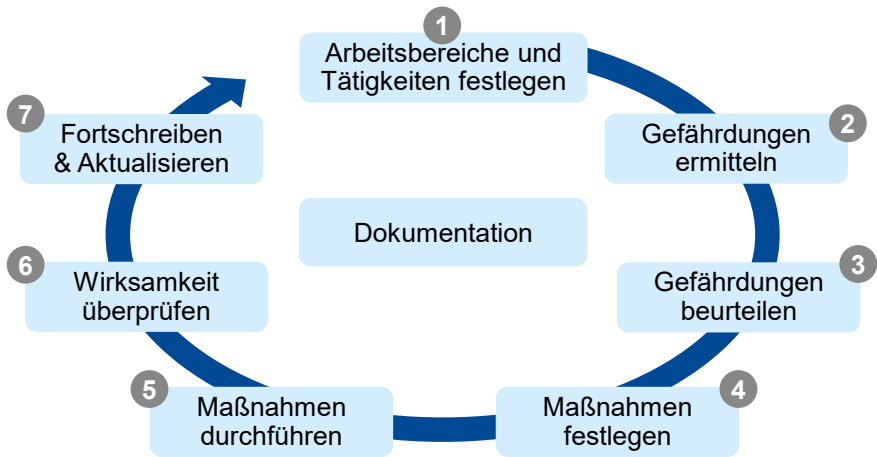 1
Arbeitsbereiche und
Tätigkeiten festlegen
2
Gefährdungen
ermitteln
3
Gefährdungen
beurteilen
4
Maßnahmen
festlegen
5
Maßnahmen
durchführen
6
Wirksamkeit
überprüfen
7
Fortschreiben
& Aktualisieren
Dokumentation